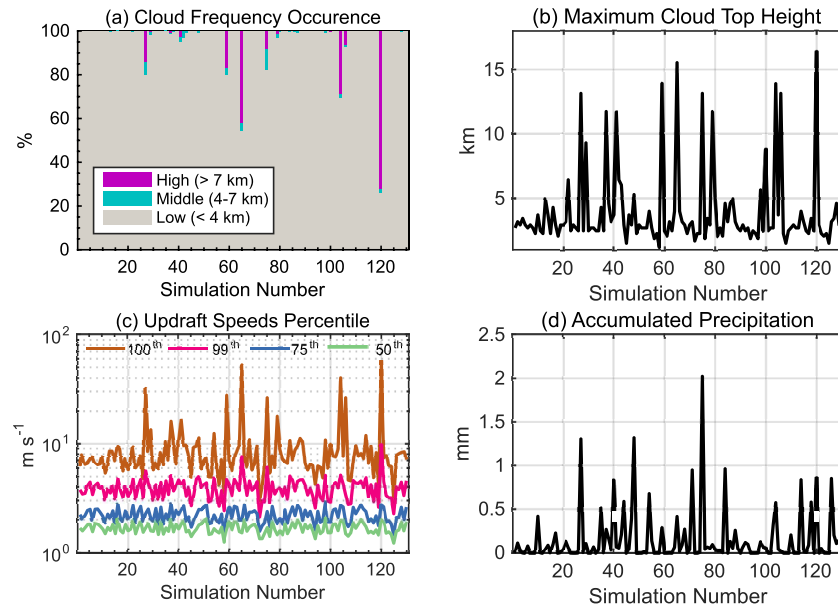 (a) Cloud Frequency Occurence
100
80
60
40
20
0
%
High (> 7 km)
Middle (4-7 km)
Low (< 4 km)
20 40 60 80 100 120
Simulation Number
(b) Maximum Cloud Top Height
15
10
5
km
20 40 60 80 100 120
Simulation Number
(c) Updraft Speeds Percentile
10²
10¹
10⁰
m s⁻¹
100ᵗʰ 99ᵗʰ 75ᵗʰ 50ᵗʰ
20 40 60 80 100 120
Simulation Number
(d) Accumulated Precipitation
2.5
2
1.5
1
0.5
0
mm
20 40 60 80 100 120
Simulation Number